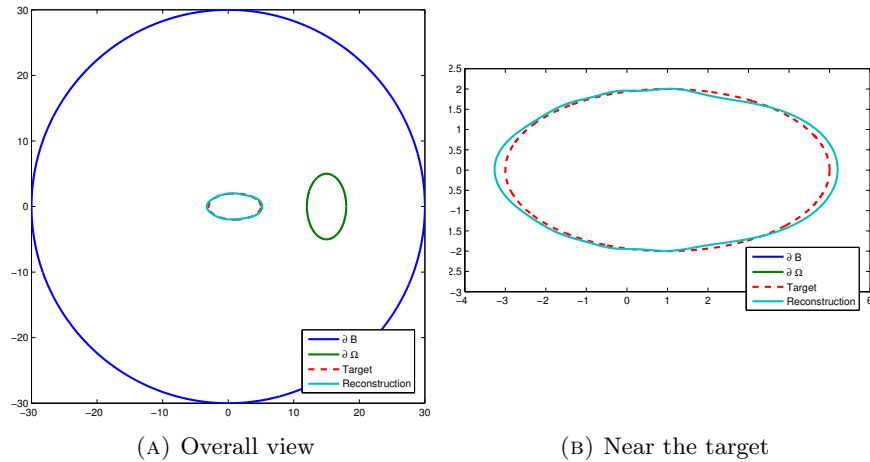 30
20
10
0
−10
−20
−30
−30 −20 −10 0 10 20 30
∂ B
∂ Ω
Target
Reconstruction
(A) Overall view
2.5
2
1.5
1
0.5
0
0.5
−1
1.5
−2
2.5
−3
−4 −3 −2 −1 0 1 2 6
∂ B
∂ Ω
Target
Reconstruction
(B) Near the target